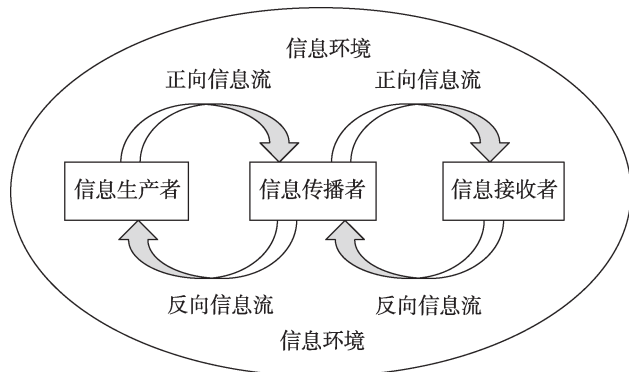 信息环境
正向信息流 正向信息流
信息生产者 信息传播者 信息接收者
反向信息流 反向信息流
信息环境